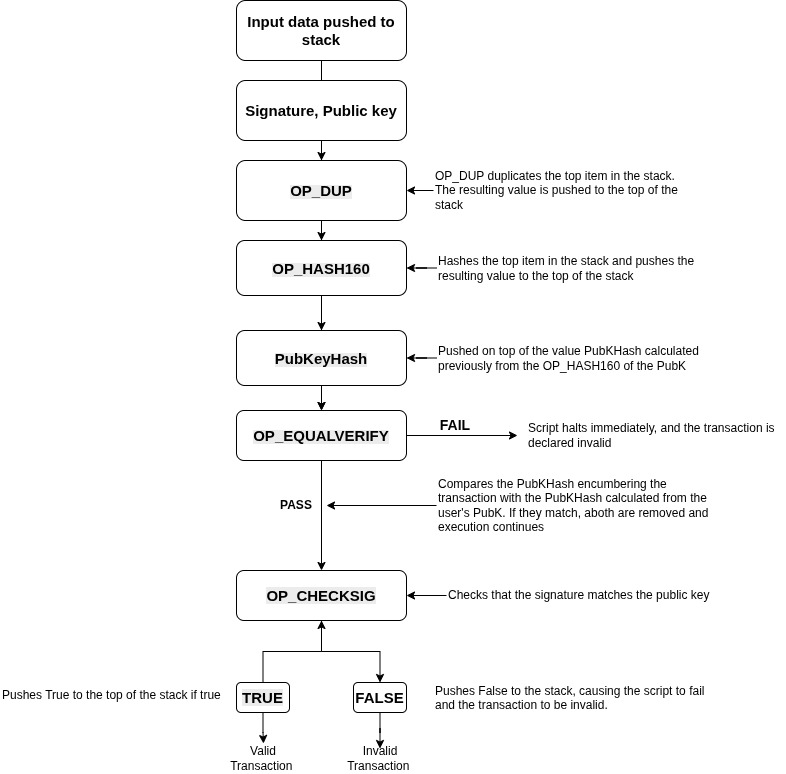 Input data pushed to
stack
Signature, Public key
OP_DUP
OP_DUP duplicates the top item in the stack.
The resulting value is pushed to the top of the
stack
OP_HASH160
Hashes the top item in the stack and pushes the
resulting value to the top of the stack
PubKeyHash
Pushed on top of the value PubKHash calculated
previously from the OP_HASH160 of the PubK
OP_EQUALVERIFY
FAIL
Script halts immediately, and the transaction is
declared invalid
PASS
Compares the PubKHash encumbering the
transaction with the PubKHash calculated from the
user's PubK. If they match, aboth are removed and
execution continues
OP_CHECKSIG
Checks that the signature matches the public key
Pushes True to the top of the stack if true
TRUE
FALSE
Pushes False to the stack, causing the script to fail
and the transaction to be invalid.
Valid
Transaction
Invalid
Transaction